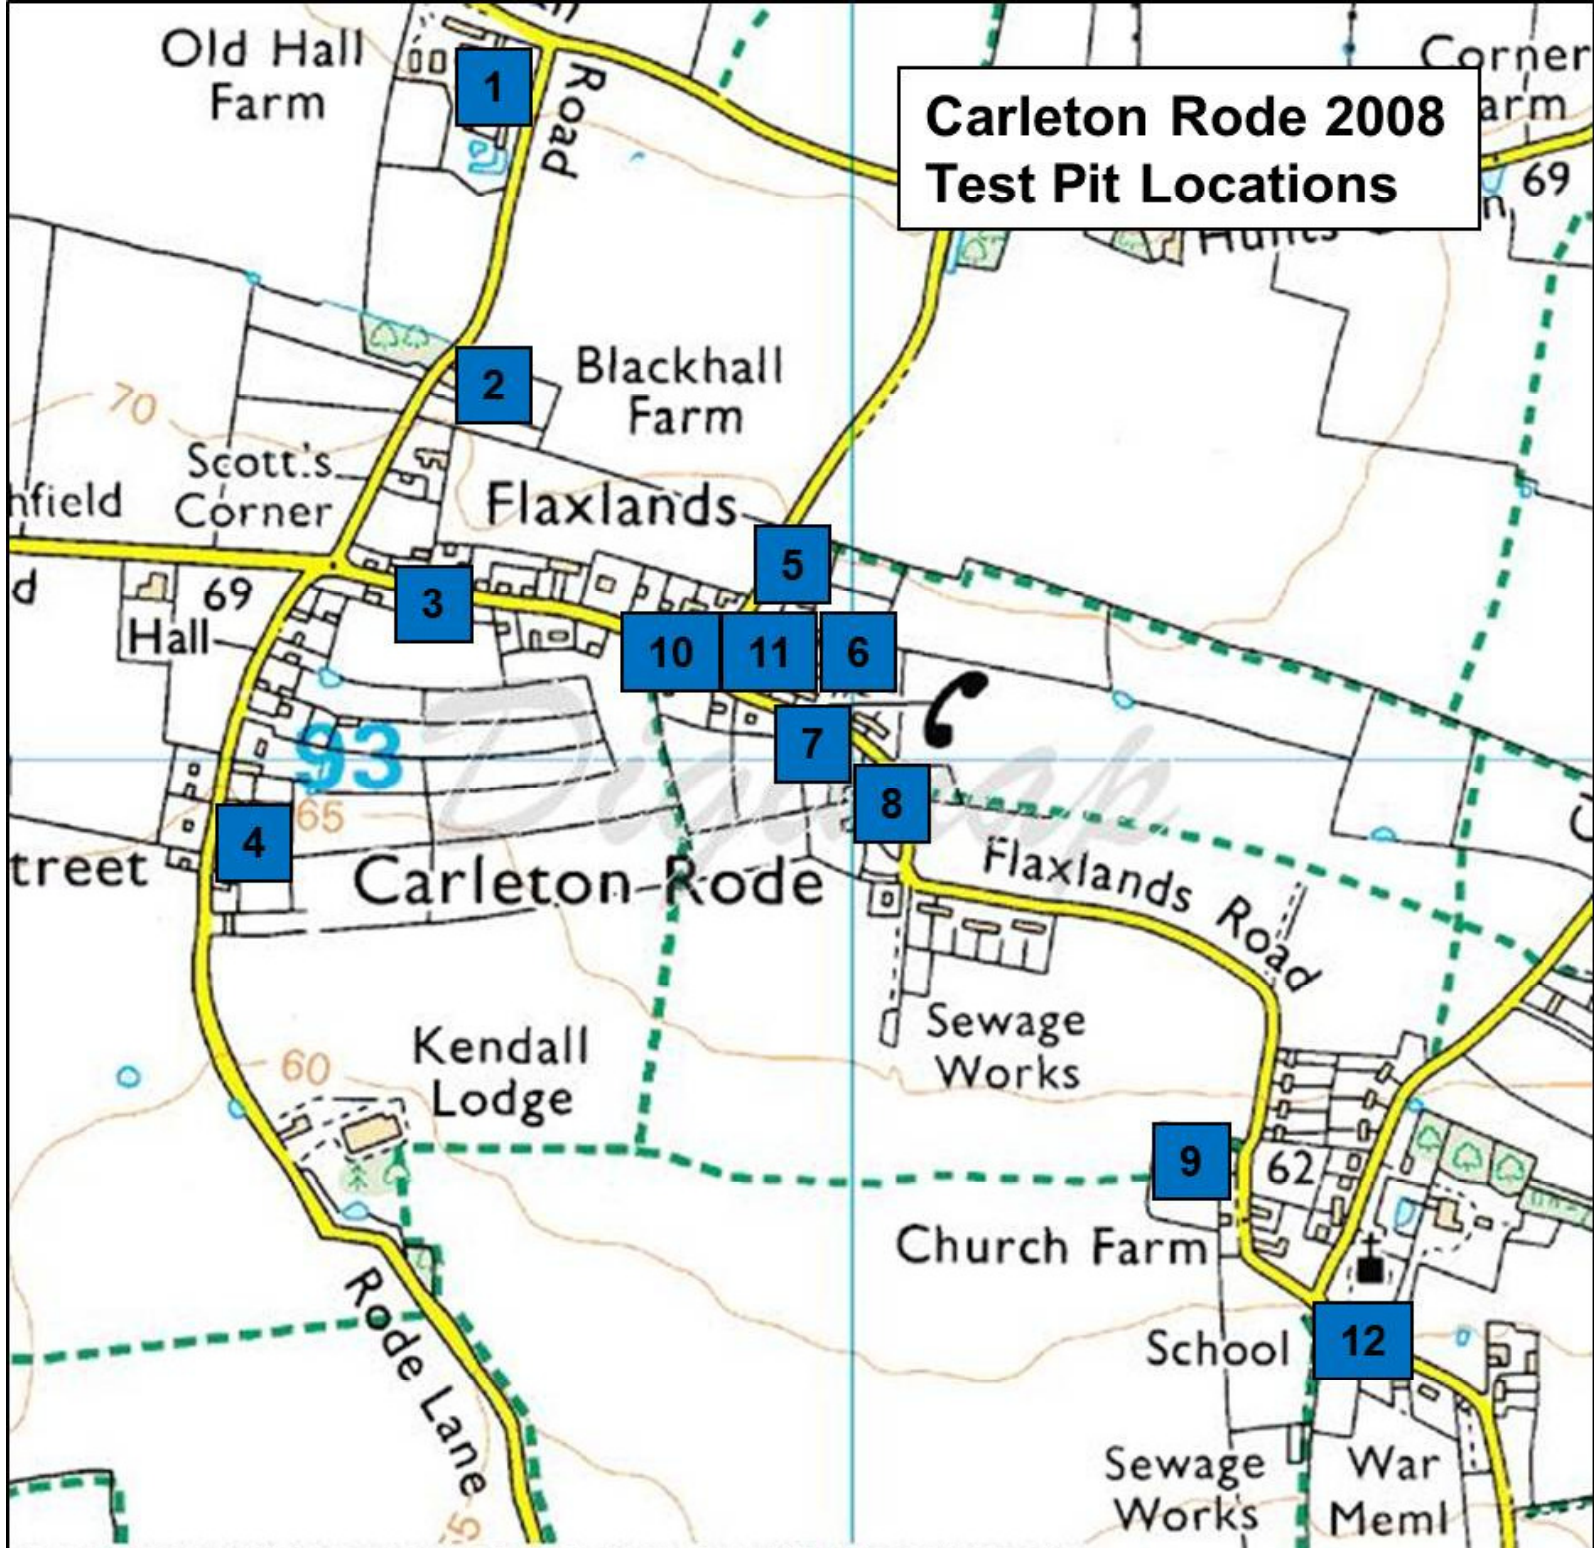 Old Hall
Farm
1
Road
Carleton Rode 2008
Test Pit Locations
Corner
arm
69
Hunts
2
Blackhall
Farm
70
Scott's
Corner
nfield
Flaxlands
5
d
69
3
Hall
10
11
6
93
7
8
65
4
treet
Carleton Rode
Digimap
Flaxlands Road
Sewage
Works
Kendall
Lodge
60
9
62
Church Farm
Rode Lane
School
12
Sewage
Works
War
Meml